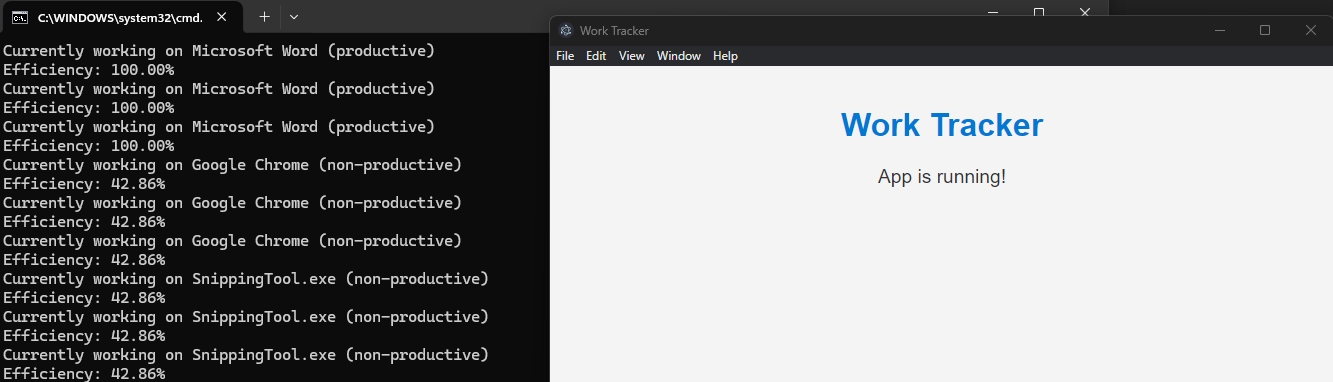 C:\WINDOWS\system32\cmd.
Currently working on Microsoft Word (productive)
Efficiency: 100.00%
Currently working on Microsoft Word (productive)
Efficiency: 100.00%
Currently working on Microsoft Word (productive)
Efficiency: 100.00%
Currently working on Google Chrome (non-productive)
Efficiency: 42.86%
Currently working on Google Chrome (non-productive)
Efficiency: 42.86%
Currently working on Google Chrome (non-productive)
Efficiency: 42.86%
Currently working on SnippingTool.exe (non-productive)
Efficiency: 42.86%
Currently working on SnippingTool.exe (non-productive)
Efficiency: 42.86%
Currently working on SnippingTool.exe (non-productive)
Efficiency: 42.86%
Work Tracker
File Edit View Window Help
Work Tracker
App is running!